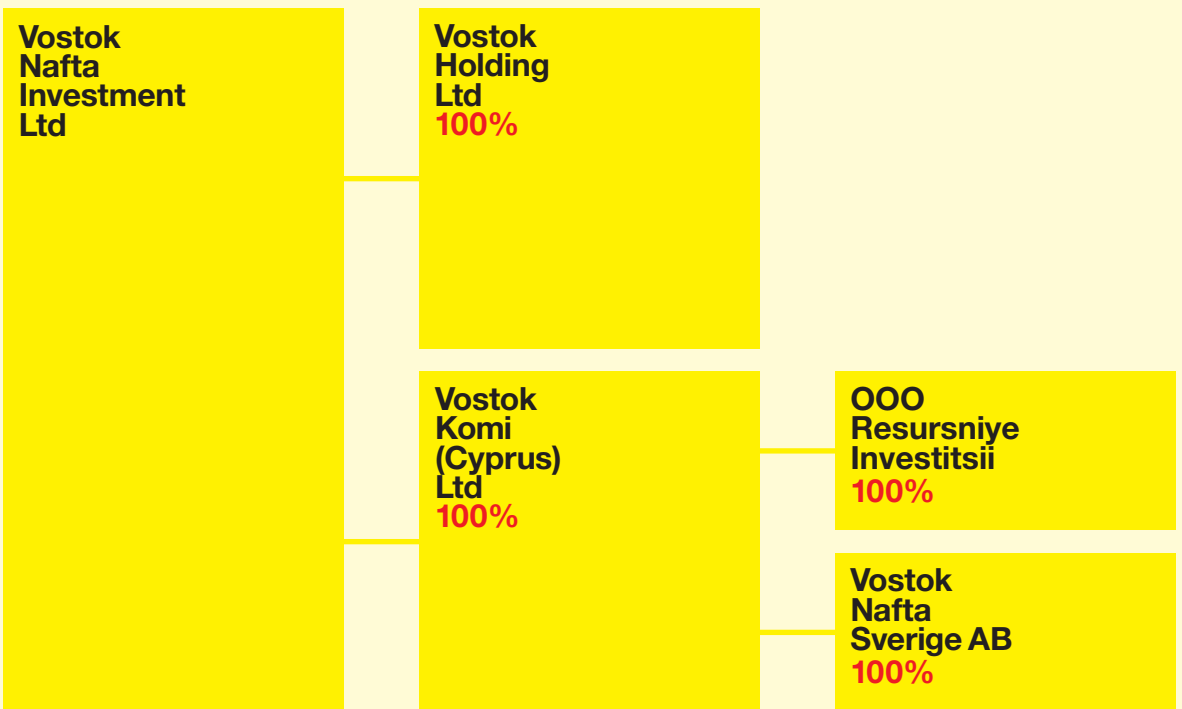 Vostok
Nafta
Investment
Ltd
Vostok
Holding
Ltd
100%
Vostok
Komi
(Cyprus)
Ltd
100%
OOO
Resursniye
Investitsii
100%
Vostok
Nafta
Sverige AB
100%